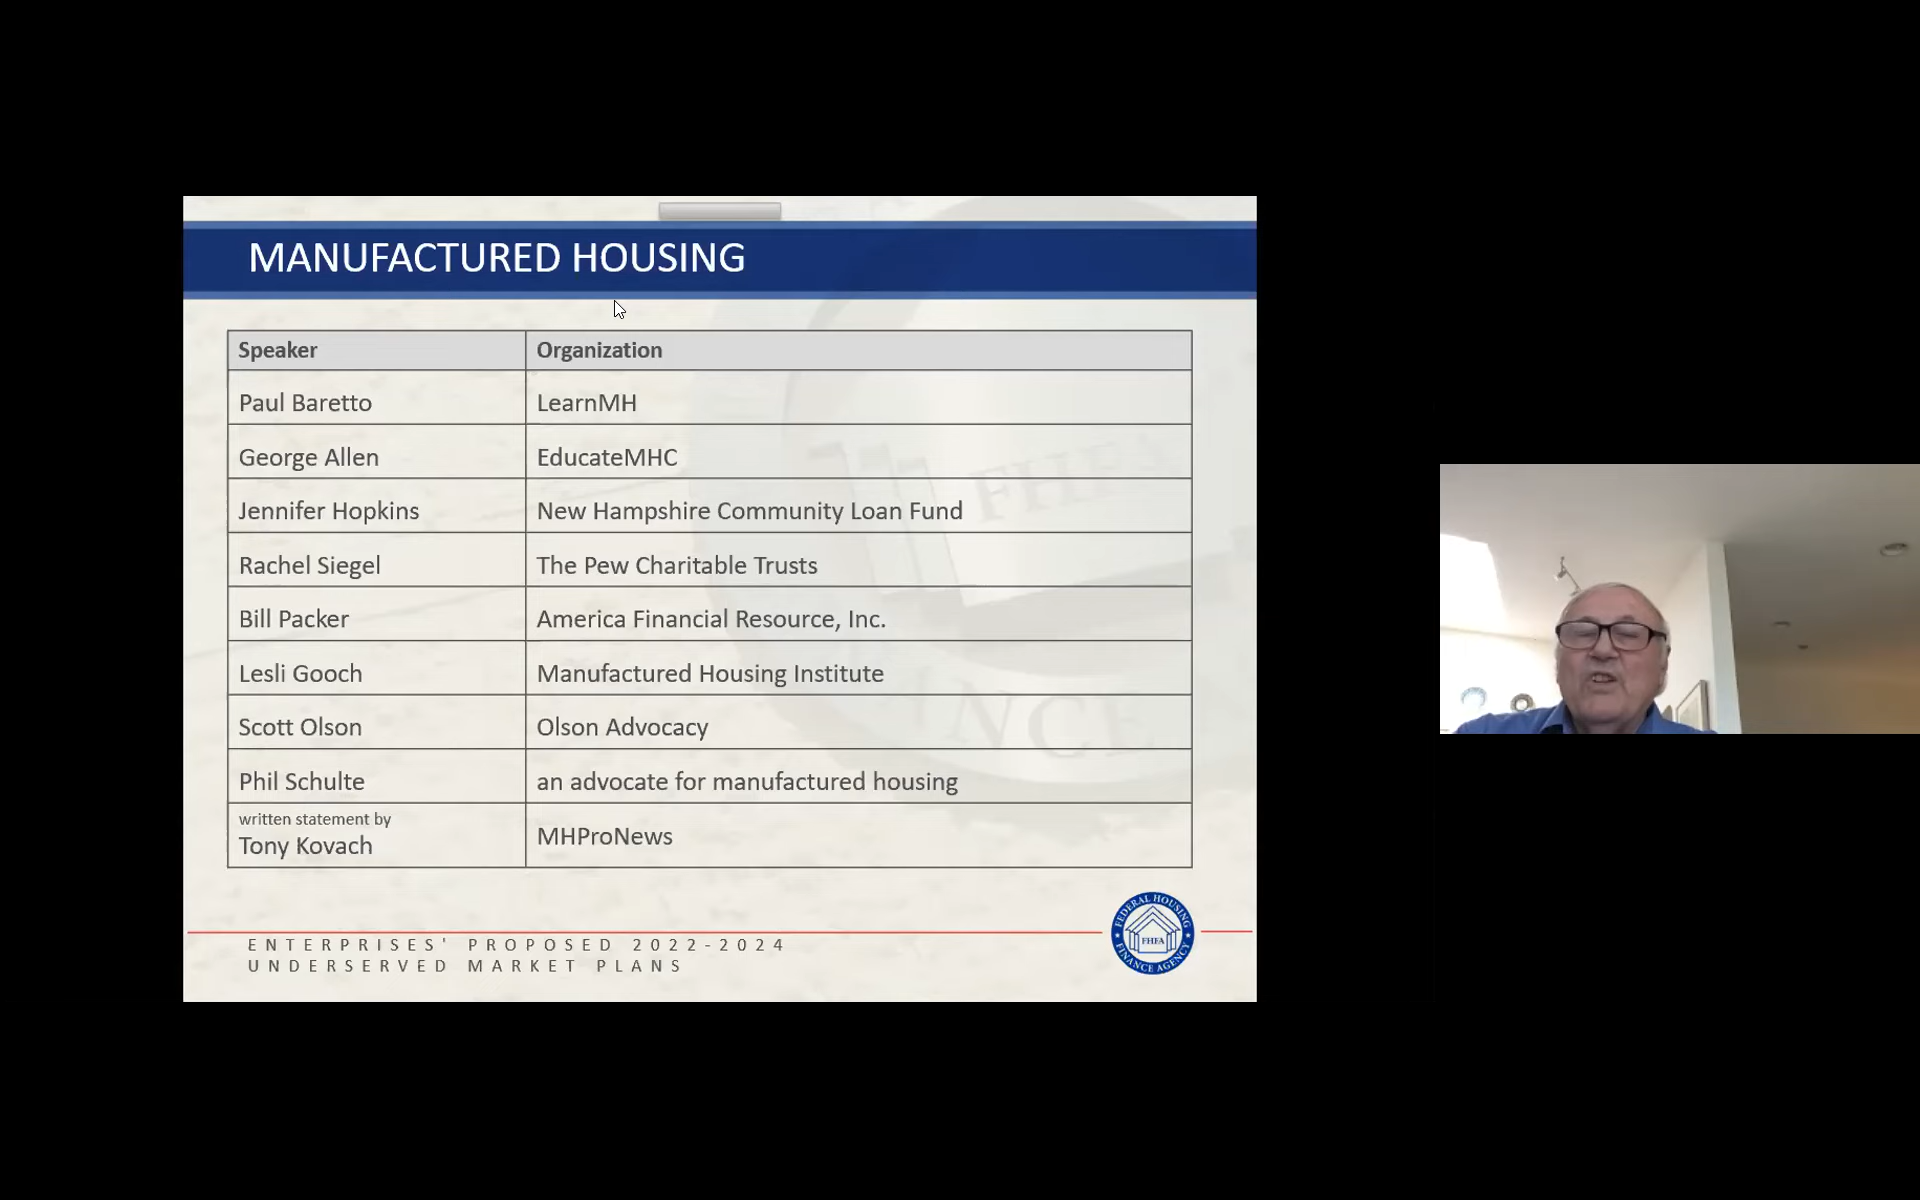 MANUFACTURED HOUSING
Speaker Organization
Paul Baretto LearnMH
George Allen EducateMHC
Jennifer Hopkins New Hampshire Community Loan Fund
Rachel Siegel The Pew Charitable Trusts
Bill Packer America Financial Resource, Inc.
Lesli Gooch Manufactured Housing Institute
Scott Olson Olson Advocacy
Phil Schulte an advocate for manufactured housing
written statement by
Tony Kovach MHProNews
FHFA
NCE
ENTERPRISES' PROPOSED 2022-2024
UNDERSERVED MARKET PLANS
FEDERAL HOUSING
FHFA
FINANCE AGENCY